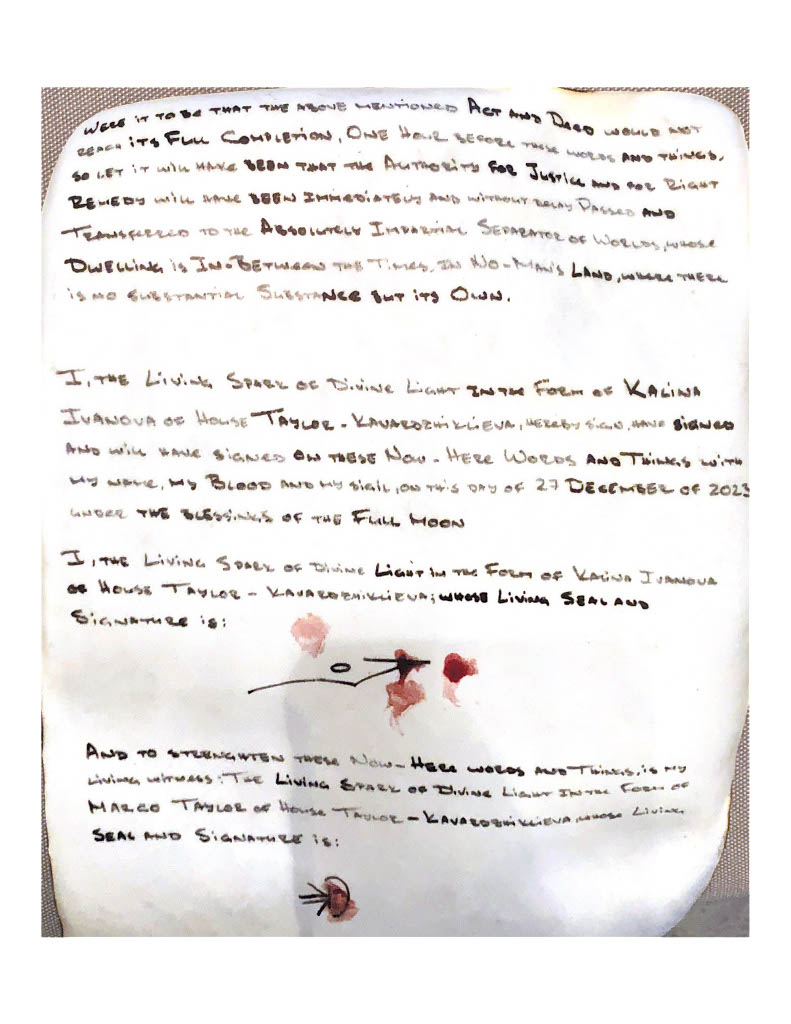 Were it to be that the above mentioned Act and Deed would not
reach its Full Completion, One Hour before these words and things,
so let it will have been that the Authority for Justice and for Right
Remedy will have been Immediately and without delay Passed and
Transferred to the Absolutely Impartial Separator of Worlds, whose
Dwelling is In-Between the Times, in No-Man's Land, where there
is no substantial Substance but its Own.
I, the Living Spark of Divine Light in the Form of Kalina
Ivanova of House Taylor - Kavardzhiklieva, hereby sign, have signed
and will have signed on these Now - Here Words and Things with
my name, my Blood and my sigil, on this day of 27 December of 2023
under the blessings of the Full Moon
I, the Living Spark of Divine Light in the Form of Kalina Ivanova
of House Taylor - Kavardzhiklieva; whose Living Seal and
Signature is:
And to strenghten these Now - Here words and Things, is my
living witness: The Living Spark of Divine Light In the Form of
Margo Taylor of House Taylor - Kavardzhiklieva, whose Living
Seal and Signature is: